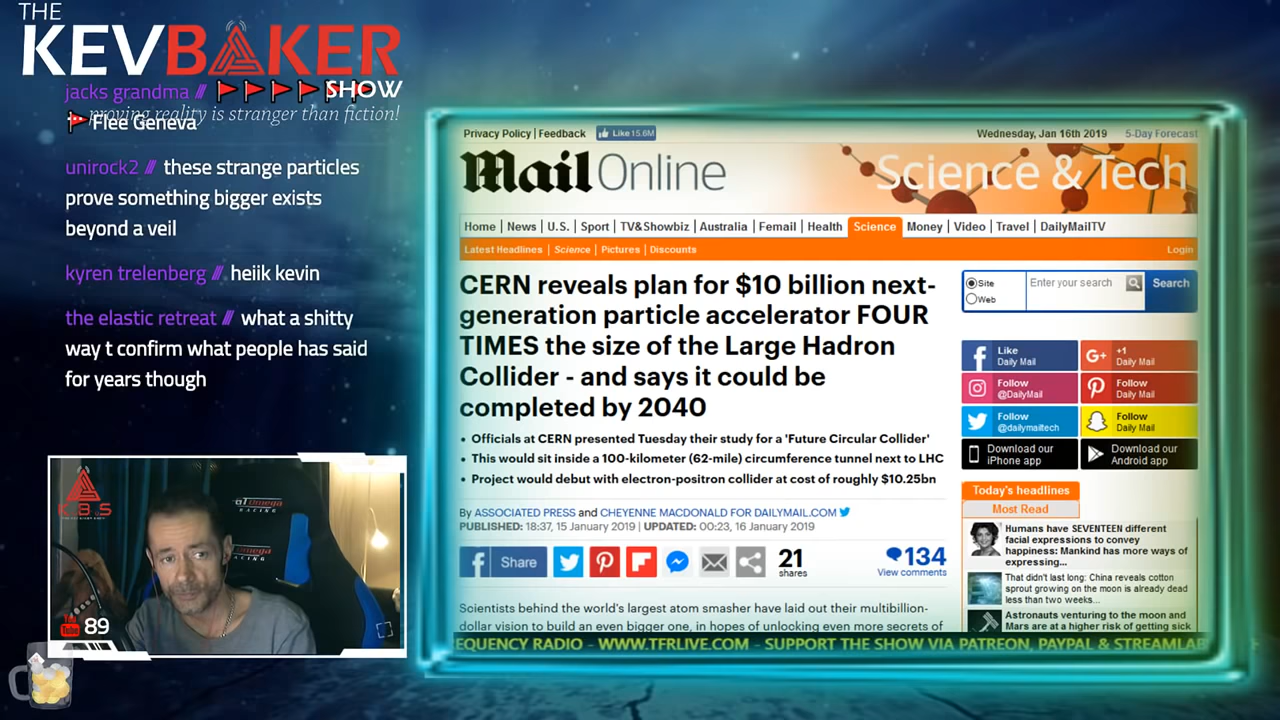 THE
KEVBAKER
SHOW
proving reality is stranger than fiction!
jacks grandma //
Flee Geneva
unirock2 // these strange particles
prove something bigger exists
beyond a veil
kyren trelenberg // heiik kevin
the elastic retreat // what a shitty
way t confirm what people has said
for years though
K.B.S
GT Omega
RACING
Omega
RACING
YouTube
89
Privacy Policy | Feedback
Like 15.6M
Wednesday, Jan 16th 2019
5-Day Forecast
Mail Online
Science & Tech
Home | News | U.S. | Sport | TV&Showbiz | Australia | Femail | Health | Science | Money | Video | Travel | DailyMailTV
Latest Headlines | Science | Pictures | Discounts
Login
CERN reveals plan for $10 billion next-
generation particle accelerator FOUR
TIMES the size of the Large Hadron
Collider - and says it could be
completed by 2040
• Officials at CERN presented Tuesday their study for a 'Future Circular Collider'
• This would sit inside a 100-kilometer (62-mile) circumference tunnel next to LHC
• Project would debut with electron-positron collider at cost of roughly $10.25bn
By ASSOCIATED PRESS and CHEYENNE MACDONALD FOR DAILYMAIL.COM
PUBLISHED: 18:37, 15 January 2019 | UPDATED: 00:23, 16 January 2019
Share
21
shares
134
View comments
Scientists behind the world's largest atom smasher have laid out their multibillion-
dollar vision to build an even bigger one, in hopes of unlocking even more secrets of
Site
Web
Enter your search
Search
Like
Daily Mail
+1
Daily Mail
Follow
@DailyMail
Follow
Daily Mail
Follow
@dailymailtech
Follow
Daily Mail
Download our
iPhone app
Download our
Android app
Today's headlines
Most Read
Humans have SEVENTEEN different
facial expressions to convey
happiness: Mankind has more ways of
expressing...
That didn't last long: China reveals cotton
sprout growing on the moon is already dead
less than two weeks...
Astronauts venturing to the moon and
Mars are at a higher risk of getting sick
EQUENCY RADIO - WWW.TFRLIVE.COM - SUPPORT THE SHOW VIA PATREON, PAYPAL & STREAMLAB